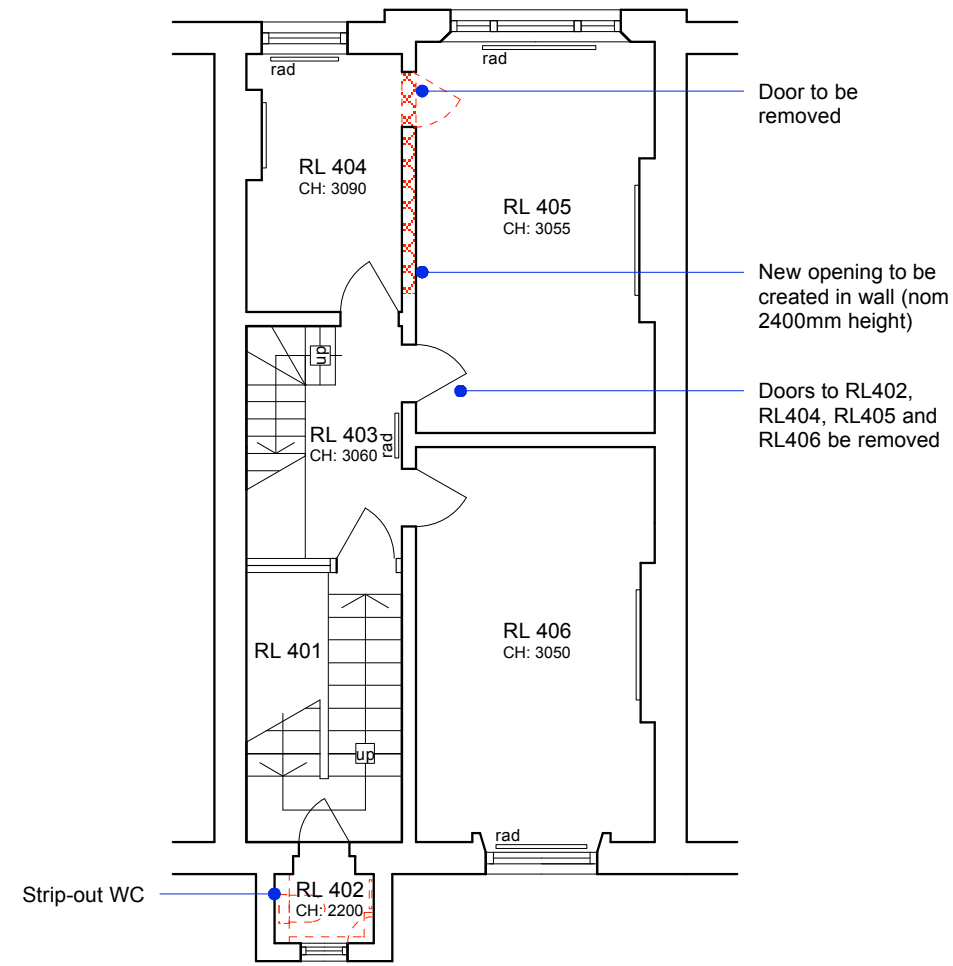 rad
rad
Door to be
removed
RL 404
CH: 3090
RL 405
CH: 3055
New opening to be
created in wall (nom
2400mm height)
up
Doors to RL402,
RL404, RL405 and
RL406 be removed
RL 403
CH: 3060
rad
RL 406
CH: 3050
RL 401
up
rad
Strip-out WC
RL 402
CH: 2200